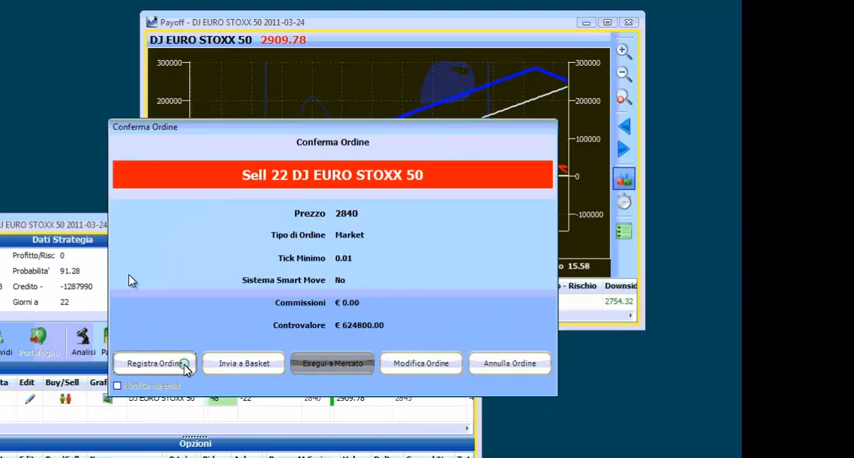 Payoff - DJ EURO STOXX 50 2011-03-24
DJ EURO STOXX 50 2909.78
300000 300000
200000 200000
100000
0
-100000
15.58
- Rischio Downsid
2754.32
Conferma Ordine
Conferma Ordine
Sell 22 DJ EURO STOXX 50
Prezzo 2840
Tipo di Ordine Market
Tick Minimo 0.01
Sistema Smart Move No
Commissioni € 0.00
Controvalore € 624800.00
Registra Ordine Invia a Basket Esegui a Mercato Modifica Ordine Annulla Ordine
Notifica via email
J EURO STOXX 50 2011-03-24
Dati Strategia
Profitto/Risc 0
Probabilita' 91.28
Credito - -1287990
Giorni a 22
Portafoglio Analisi
Edit Buy/Sell
DJ EURO STOXX 50 48 -22 2840 2909.78 2843
Opzioni